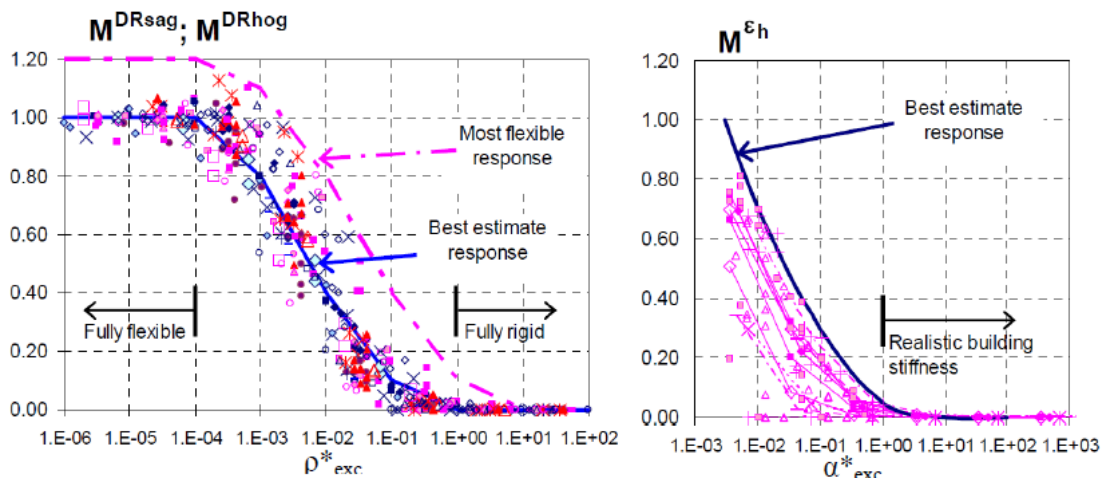 M^DRsag; M^DRhog
1.20
1.00
0.80
0.60
0.40
0.20
0.00
Most flexible
response
Best estimate
response
Fully flexible
Fully rigid
1.E-06 1.E-05 1.E-04 1.E-03 1.E-02 1.E-01 1.E+00 1.E+01 1.E+02
ρ*exc
M^εh
1.20
1.00
0.80
0.60
0.40
0.20
0.00
Best estimate
response
Realistic building
stiffness
1.E-03 1.E-02 1.E-01 1.E+00 1.E+01 1.E+02 1.E+03
α*exc